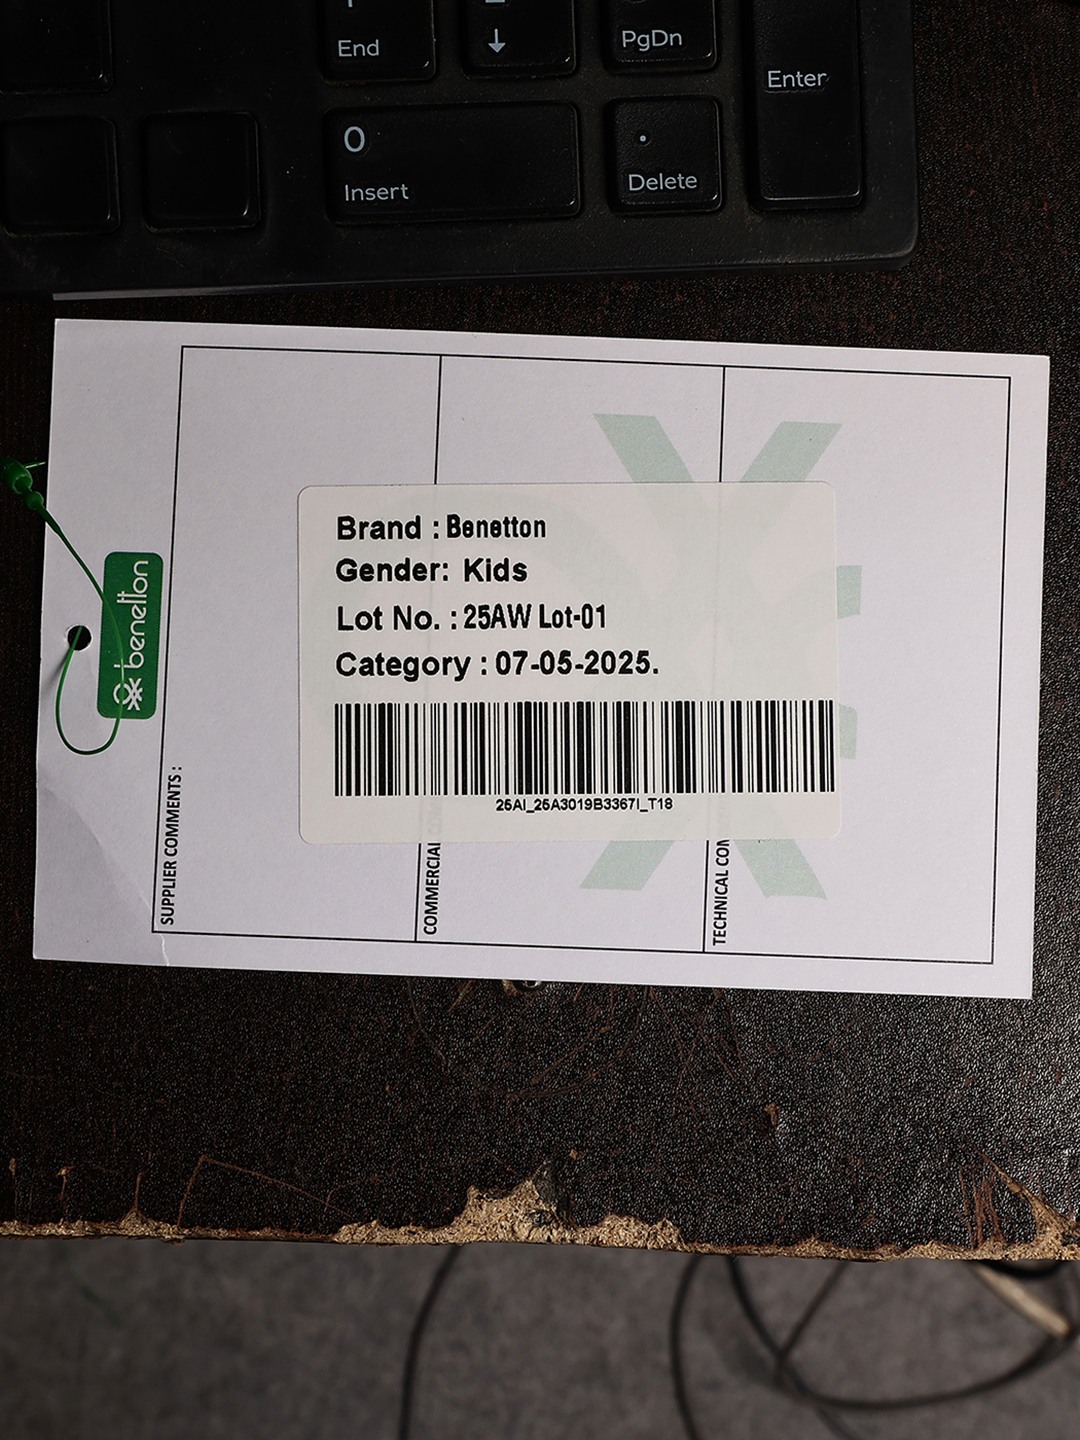 End
↓
PgDn
Enter
0
Insert
.
Delete
benetton
Brand : Benetton
Gender: Kids
Lot No. : 25AW Lot-01
Category : 07-05-2025.
25AI_25A3019B3367I_T18
SUPPLIER COMMENTS :
COMMERCIAL
TECHNICAL